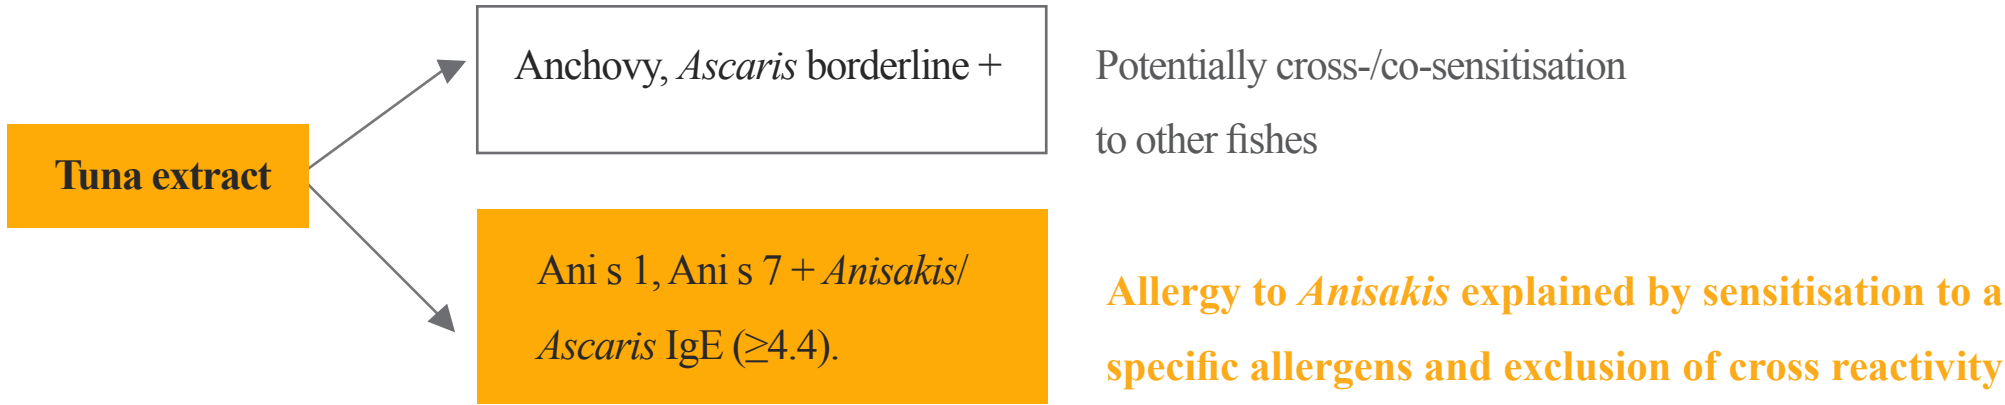 Tuna extract
Anchovy, Ascaris borderline +
Potentially cross-/co-sensitisation
to other fishes
Ani s 1, Ani s 7 + Anisakis/
Ascaris IgE (≥4.4).
Allergy to Anisakis explained by sensitisation to a
specific allergens and exclusion of cross reactivity